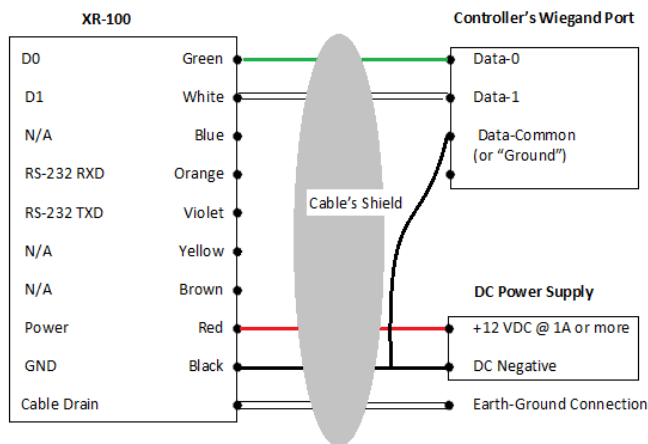 XR-100
Controller's Wiegand Port
D0 Green
Data-0
D1 White
Data-1
N/A Blue
Data-Common
(or “Ground”)
RS-232 RXD Orange
RS-232 TXD Violet
Cable's Shield
N/A Yellow
N/A Brown
DC Power Supply
Power Red
+12 VDC @ 1A or more
GND Black
DC Negative
Cable Drain
Earth-Ground Connection